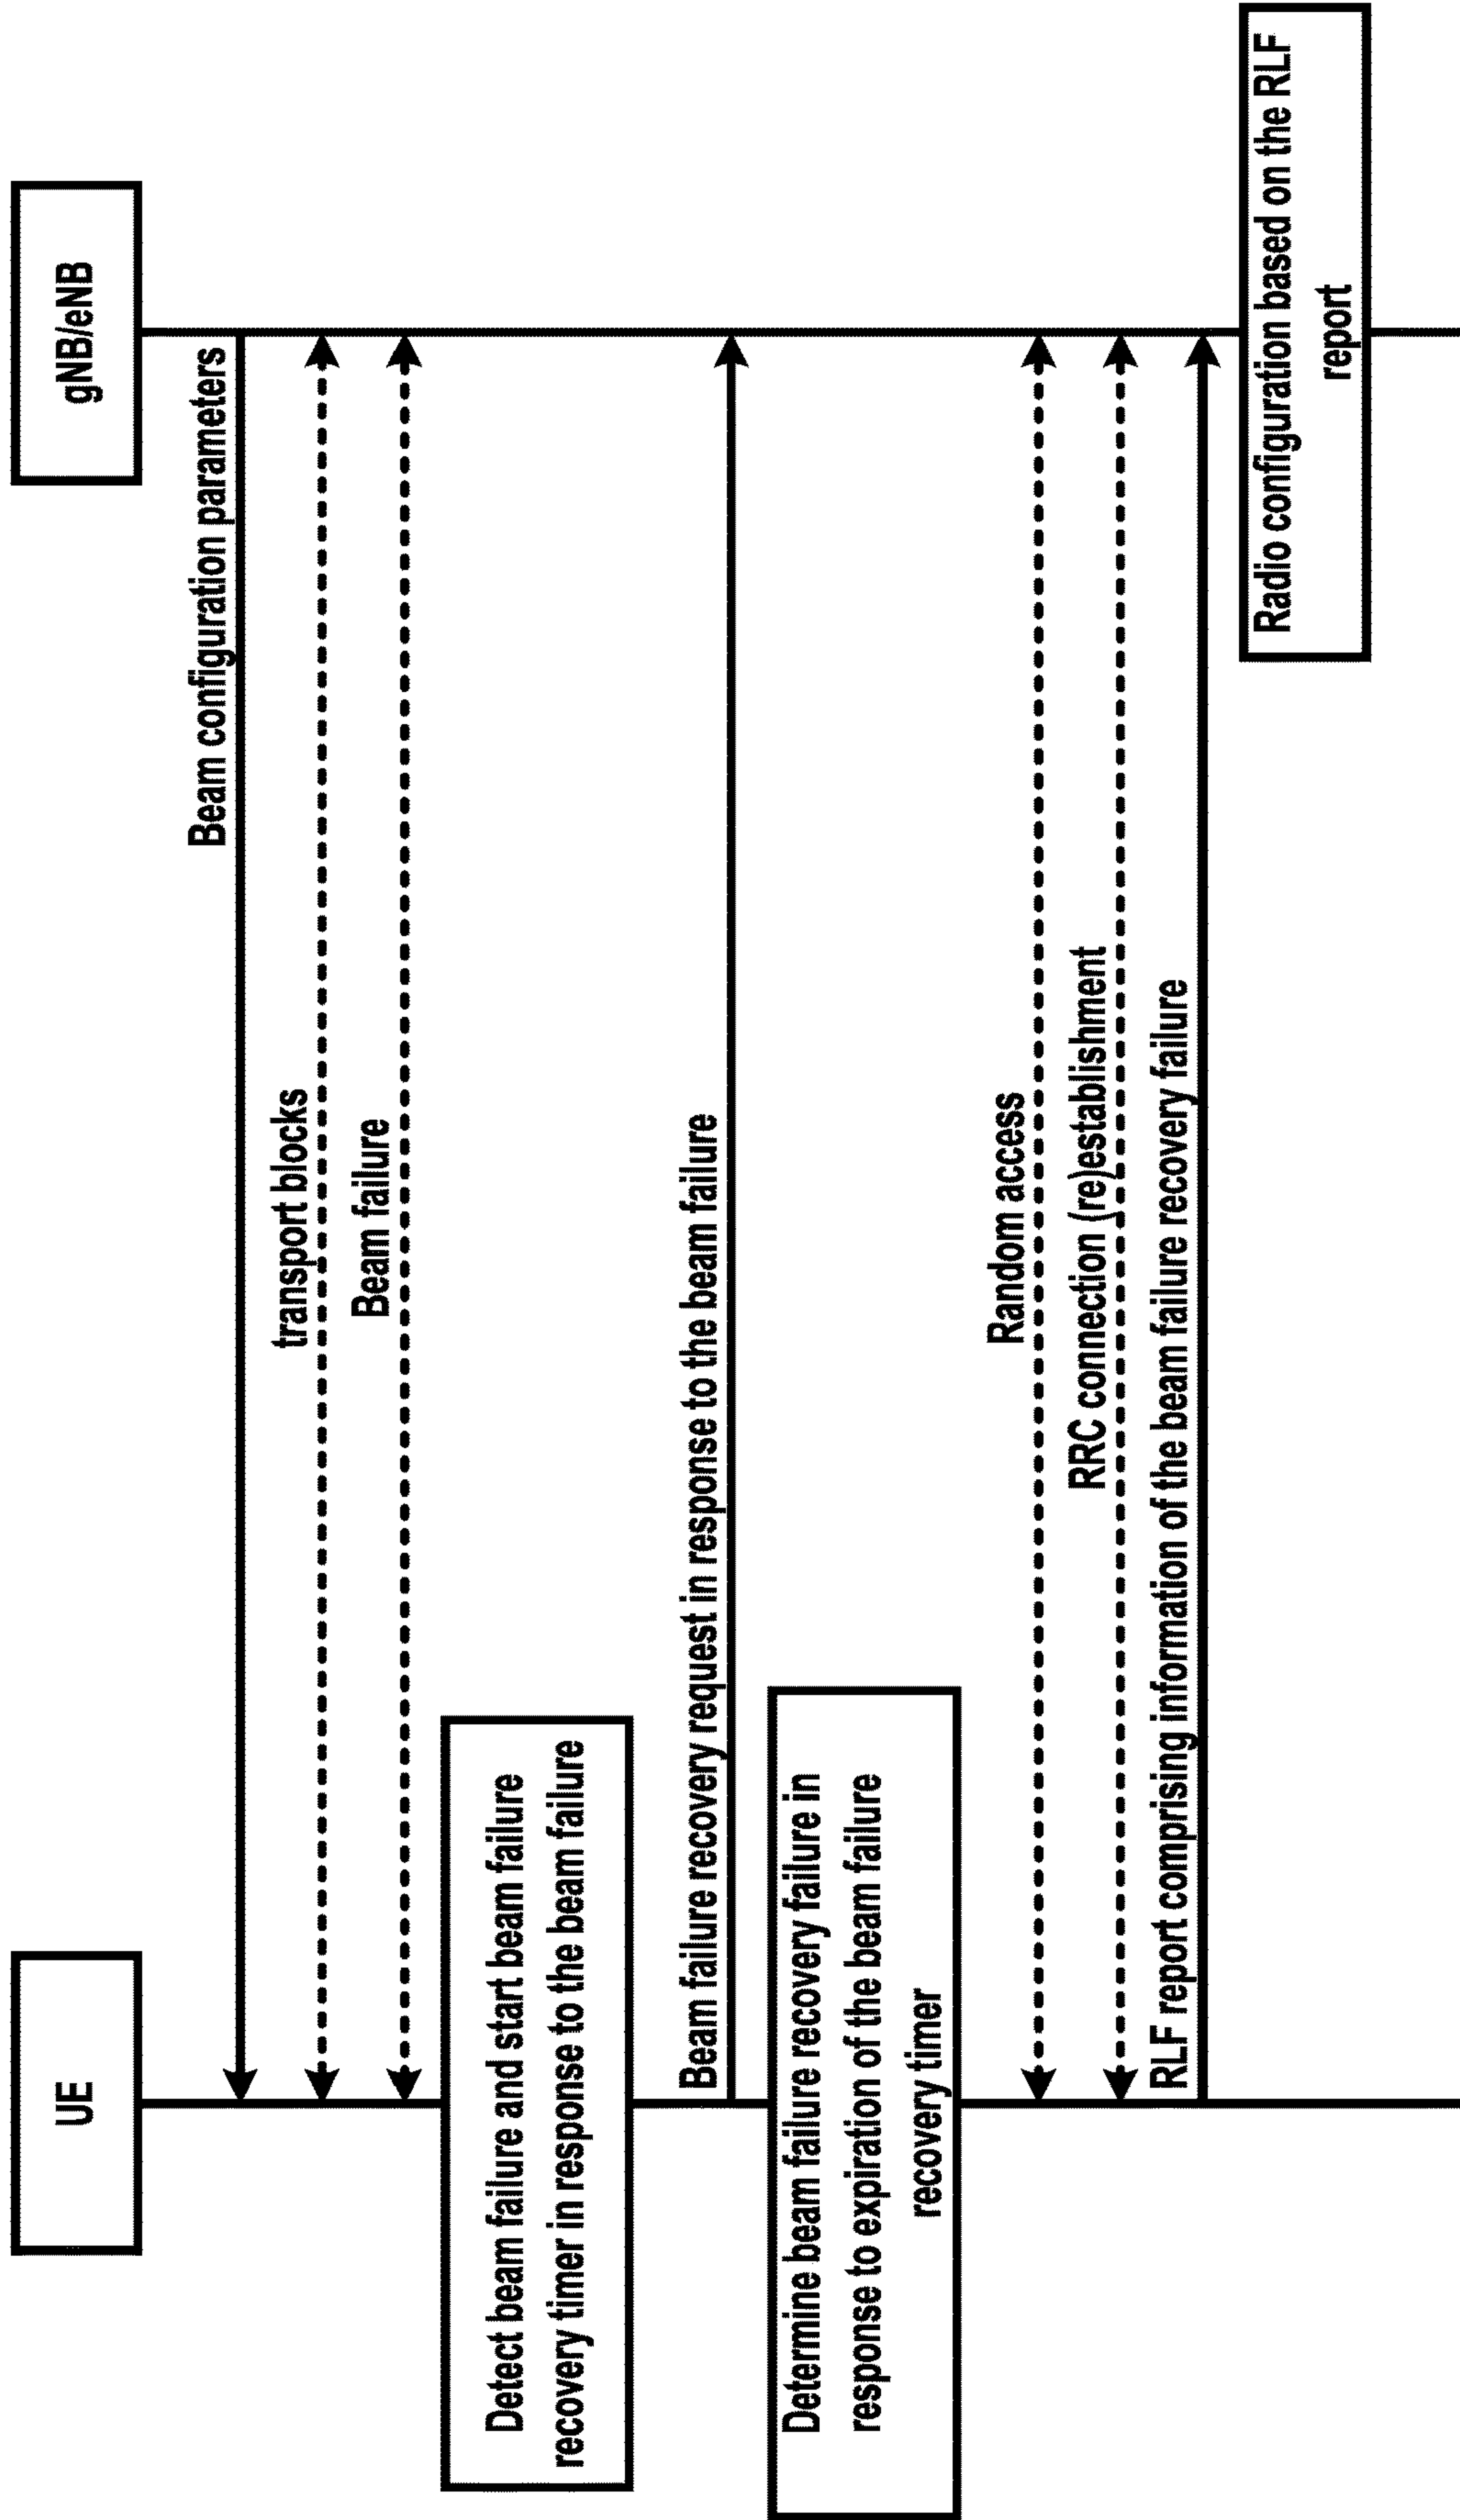 UE
gNB/eNB
Beam configuration parameters
transport blocks
Beam failure
Detect beam failure and start beam failure
recovery timer in response to the beam failure
Beam failure recovery request in response to the beam failure
Determine beam failure recovery failure in
response to expiration of the beam failure
recovery timer
Random access
RRC connection (re)establishment
RLF report comprising information of the beam failure recovery failure
Radio configuration based on the RLF
report